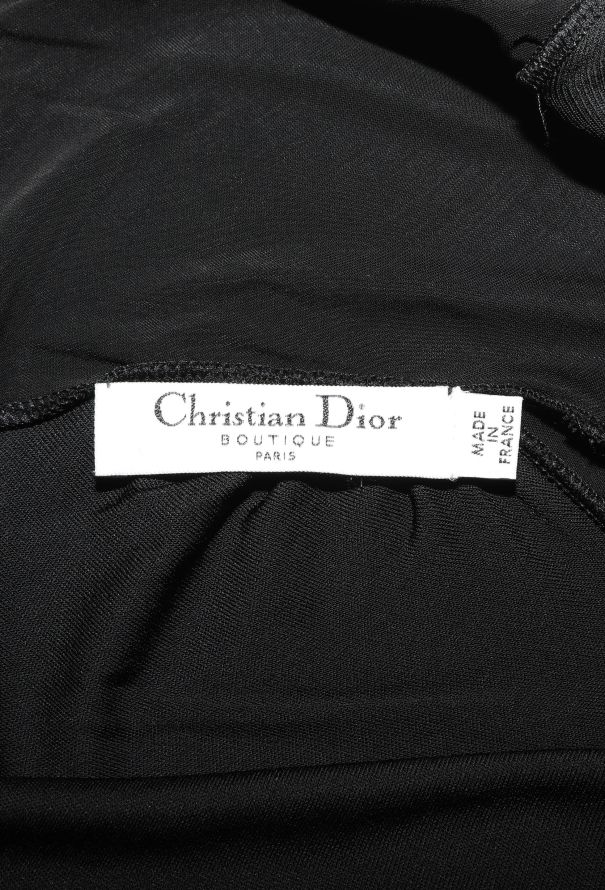 Christian Dior
BOUTIQUE
PARIS
MADE
IN
FRANCE